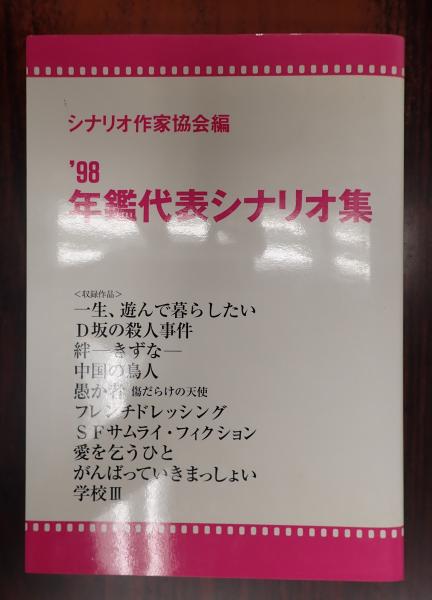 シナリオ作家協会編
'98
年鑑代表シナリオ集
<収録作品>
一生、遊んで暮らしたい
D坂の殺人事件
絆―きずな―
中国の鳥人
愚か者 傷だらけの天使
フレンチドレッシング
SFサムライ・フィクション
愛を乞うひと
がんばっていきまっしょい
学校Ⅲ